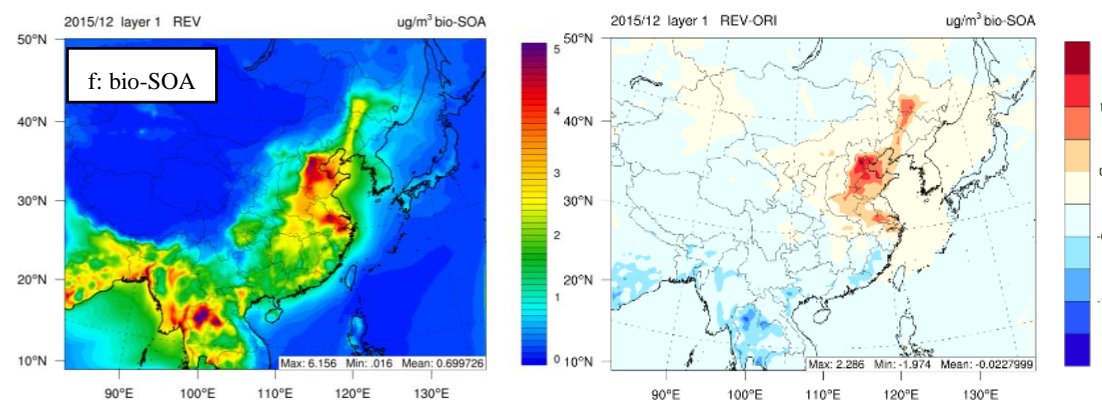 2015/12 layer 1 REV ug/m³ bio-SOA
f: bio-SOA
50°N
40°N
30°N
20°N
10°N
90°E 100°E 110°E 120°E 130°E
Max: 6.156 Min: .016 Mean: 0.699726
5
4
3
2
1
0
2015/12 layer 1 REV-ORI ug/m³ bio-SOA
50°N
40°N
30°N
20°N
10°N
90°E 100°E 110°E 120°E 130°E
Max: 2.286 Min: -1.974 Mean: -0.0227999